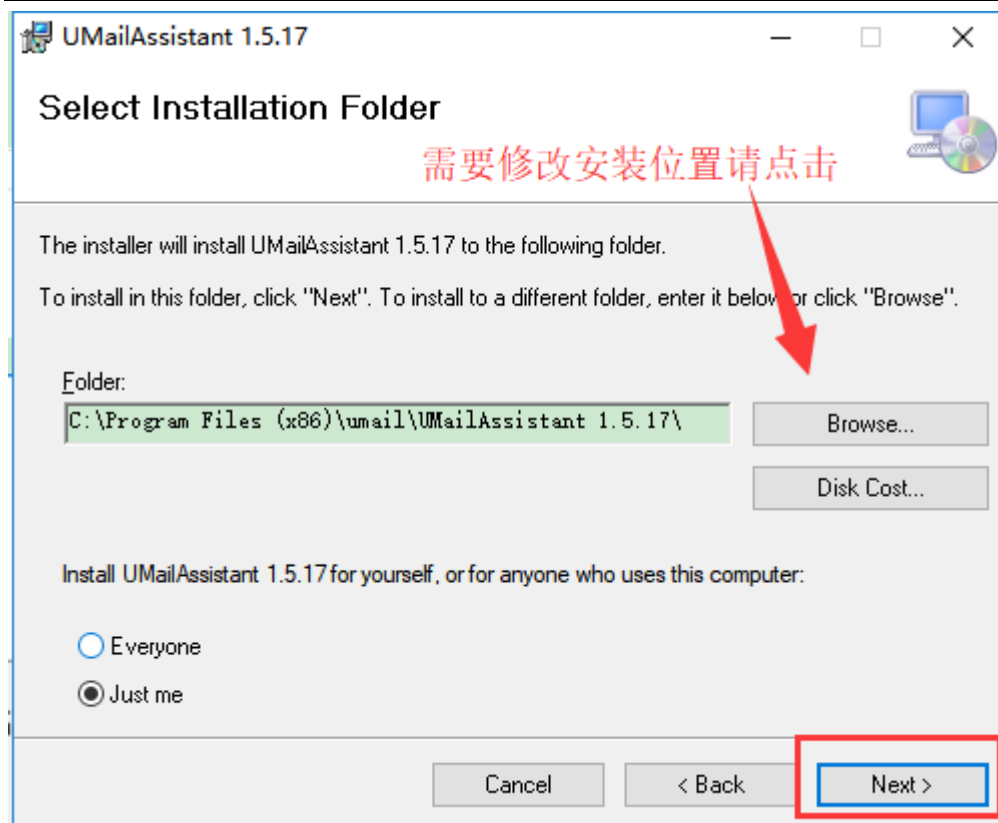 UMailAssistant 1.5.17
Select Installation Folder
需要修改安装位置请点击
The installer will install UMailAssistant 1.5.17 to the following folder.
To install in this folder, click "Next". To install to a different folder, enter it below or click "Browse".
Folder:
C:\Program Files (x86)\umail\UMailAssistant 1.5.17\
Browse...
Disk Cost...
Install UMailAssistant 1.5.17 for yourself, or for anyone who uses this computer:
Everyone
Just me
Cancel
< Back
Next >